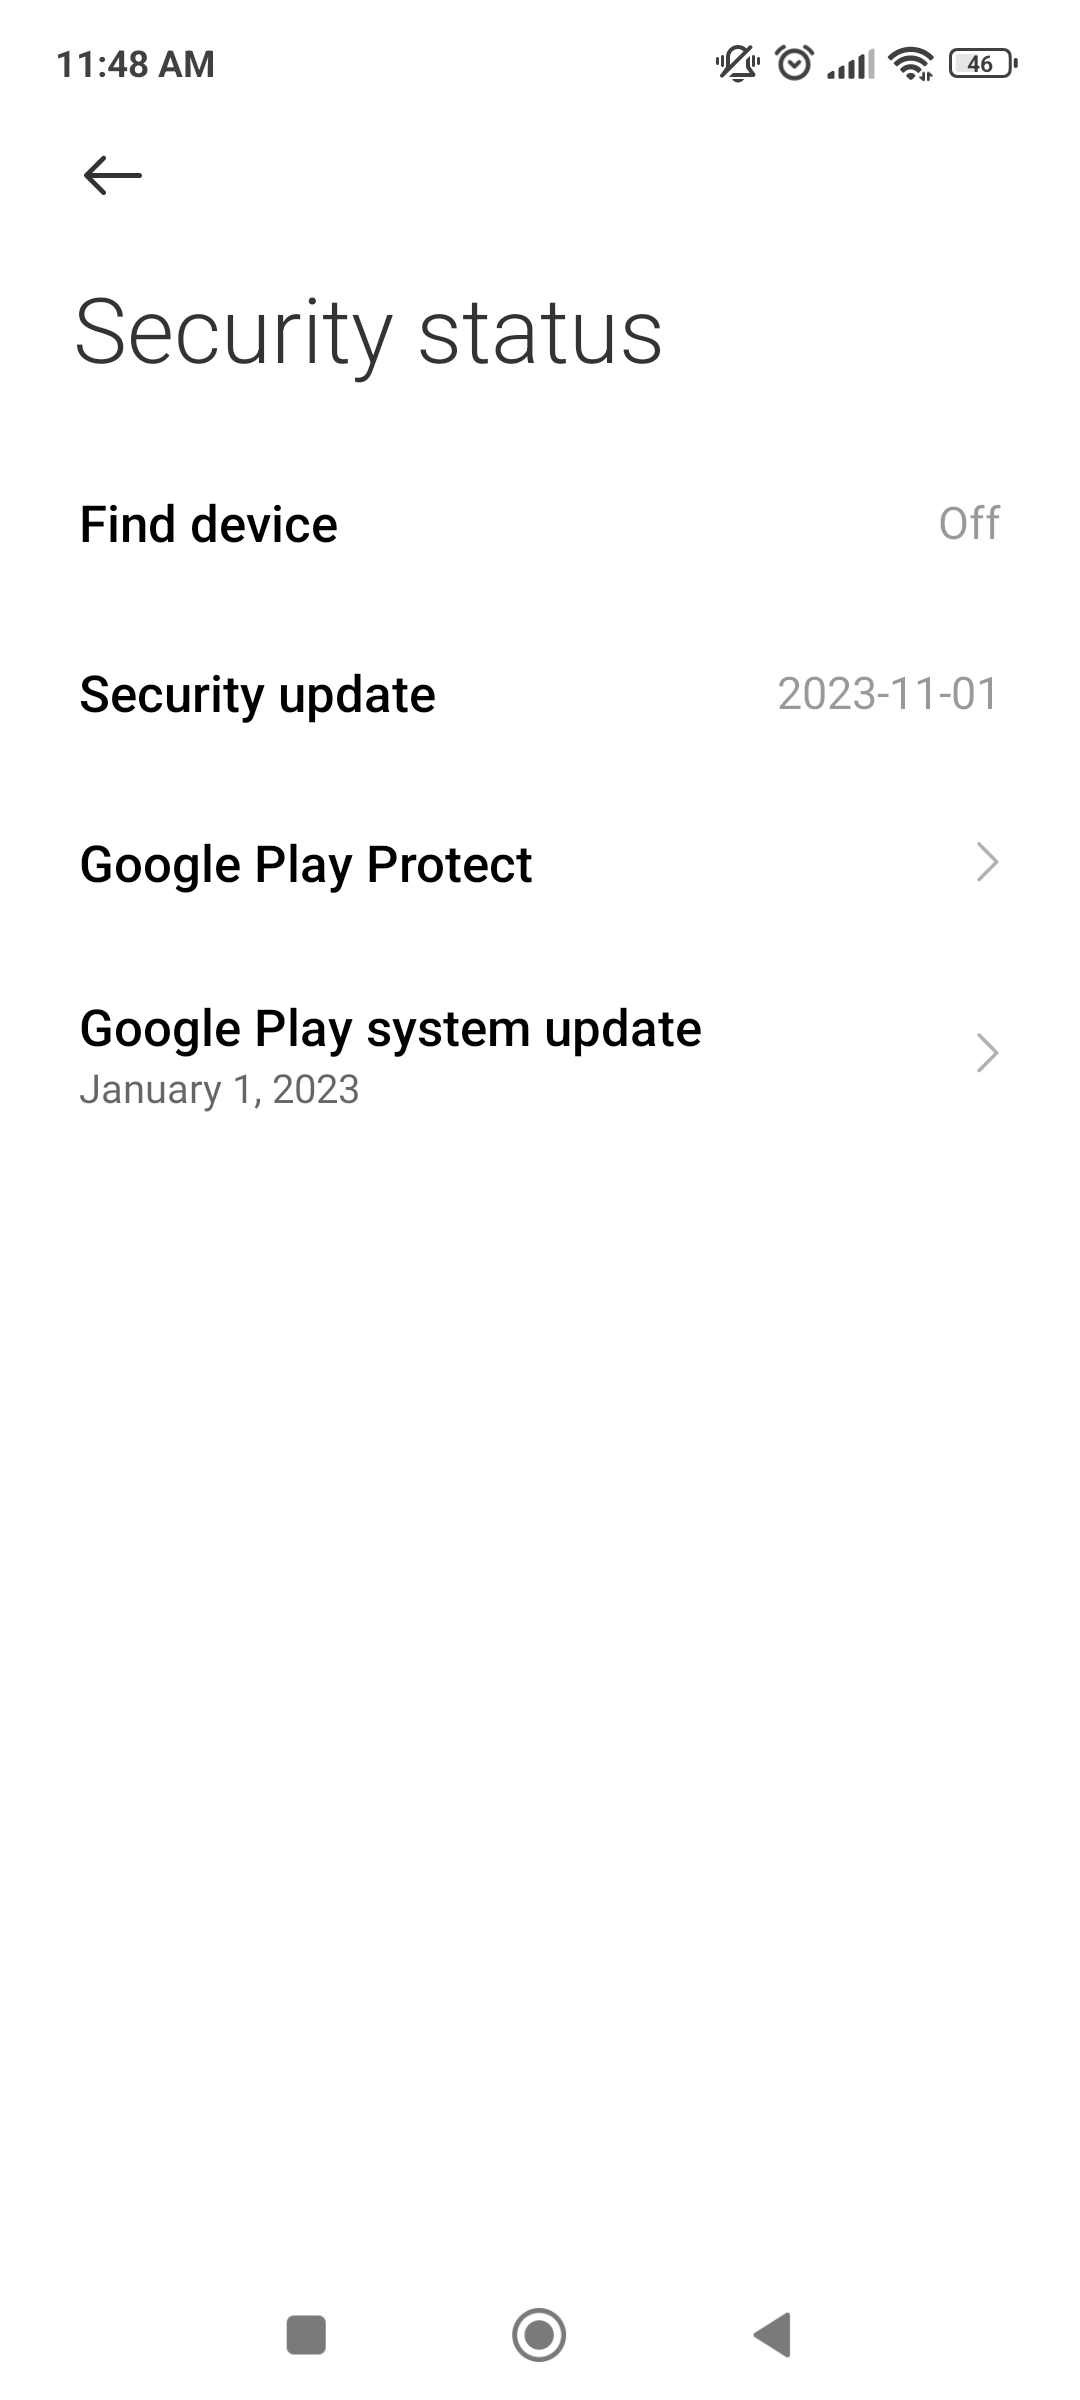 11:48 AM
46
Security status
Find device
Off
Security update
2023-11-01
Google Play Protect
Google Play system update
January 1, 2023